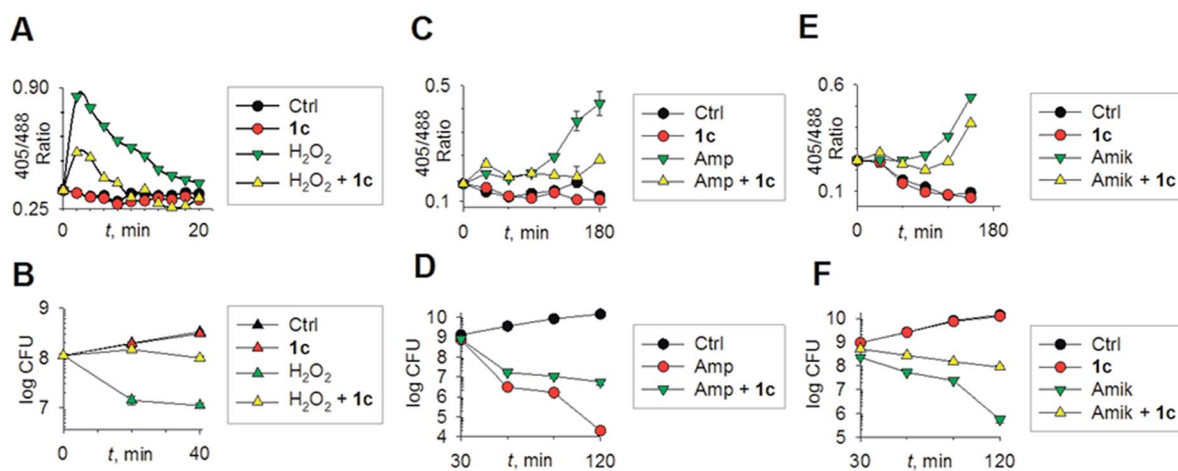 A
0.90
405/488
Ratio
0.25
0
t, min
20
Ctrl
1c
H₂O₂
H₂O₂ + 1c
C
0.5
405/488
Ratio
0.1
0
t, min
180
Ctrl
1c
Amp
Amp + 1c
E
0.6
405/488
Ratio
0.1
0
t, min
180
Ctrl
1c
Amik
Amik + 1c
B
9
8
7
log CFU
0
t, min
40
Ctrl
1c
H₂O₂
H₂O₂ + 1c
D
10
9
8
7
6
5
4
log CFU
30
t, min
120
Ctrl
Amp
Amp + 1c
F
10
9
8
7
6
5
log CFU
30
t, min
120
Ctrl
1c
Amik
Amik + 1c